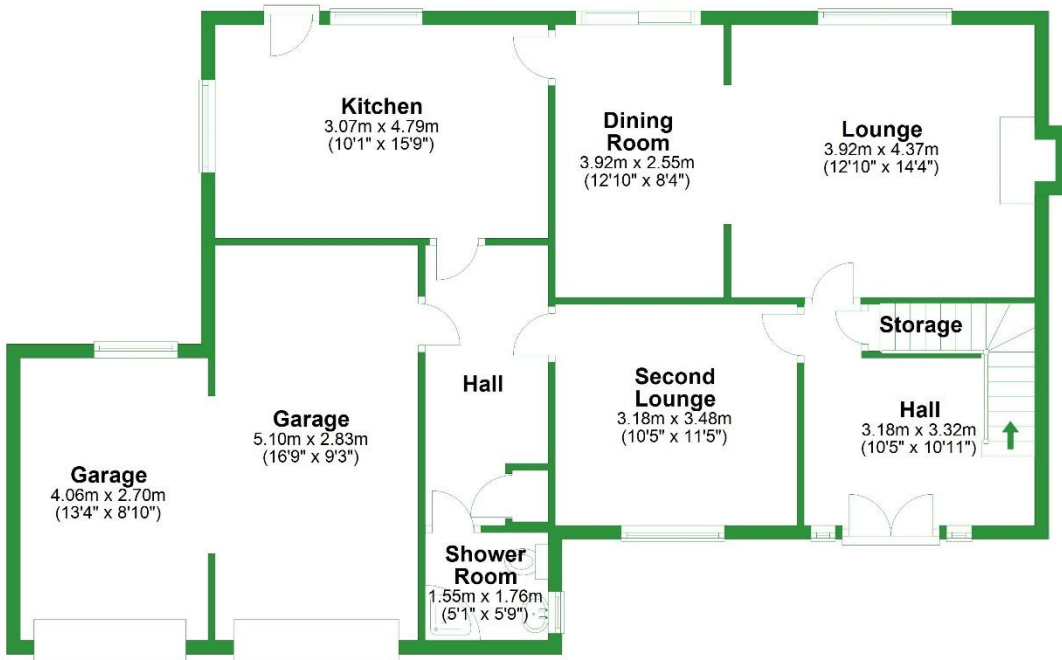 Kitchen
3.07m x 4.79m
(10'1" x 15'9")
Dining
Room
3.92m x 2.55m
(12'10" x 8'4")
Lounge
3.92m x 4.37m
(12'10" x 14'4")
Storage
Hall
Second
Lounge
3.18m x 3.48m
(10'5" x 11'5")
Hall
3.18m x 3.32m
(10'5" x 10'11")
Garage
5.10m x 2.83m
(16'9" x 9'3")
Garage
4.06m x 2.70m
(13'4" x 8'10")
Shower
Room
1.55m x 1.76m
(5'1" x 5'9")